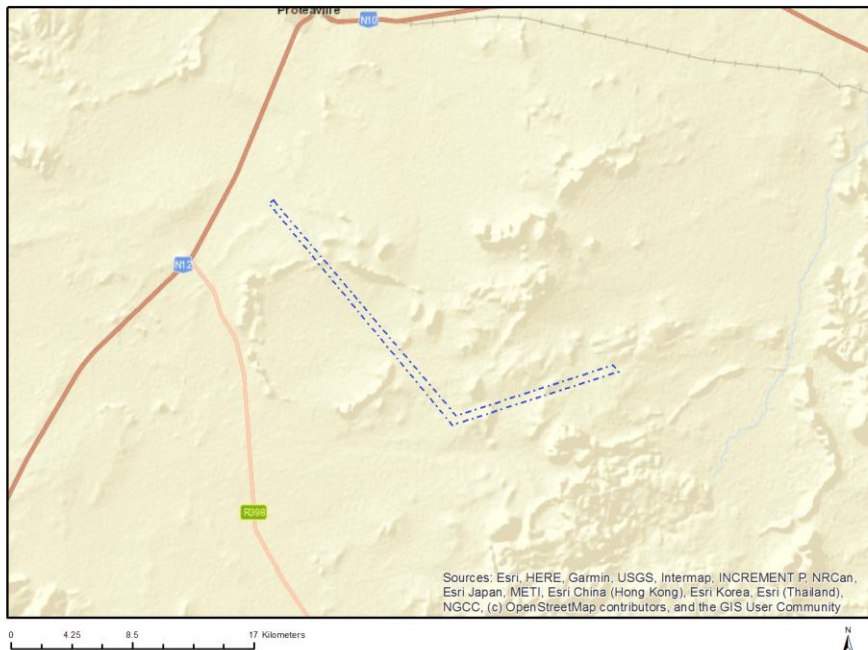 Proteaville
N10
N12
R398
Sources: Esri, HERE, Garmin, USGS, Intermap, INCREMENT P, NRCan,
Esri Japan, METI, Esri China (Hong Kong), Esri Korea, Esri (Thailand),
NGCC, (c) OpenStreetMap contributors, and the GIS User Community
0 4.25 8.5 17 Kilometers
N